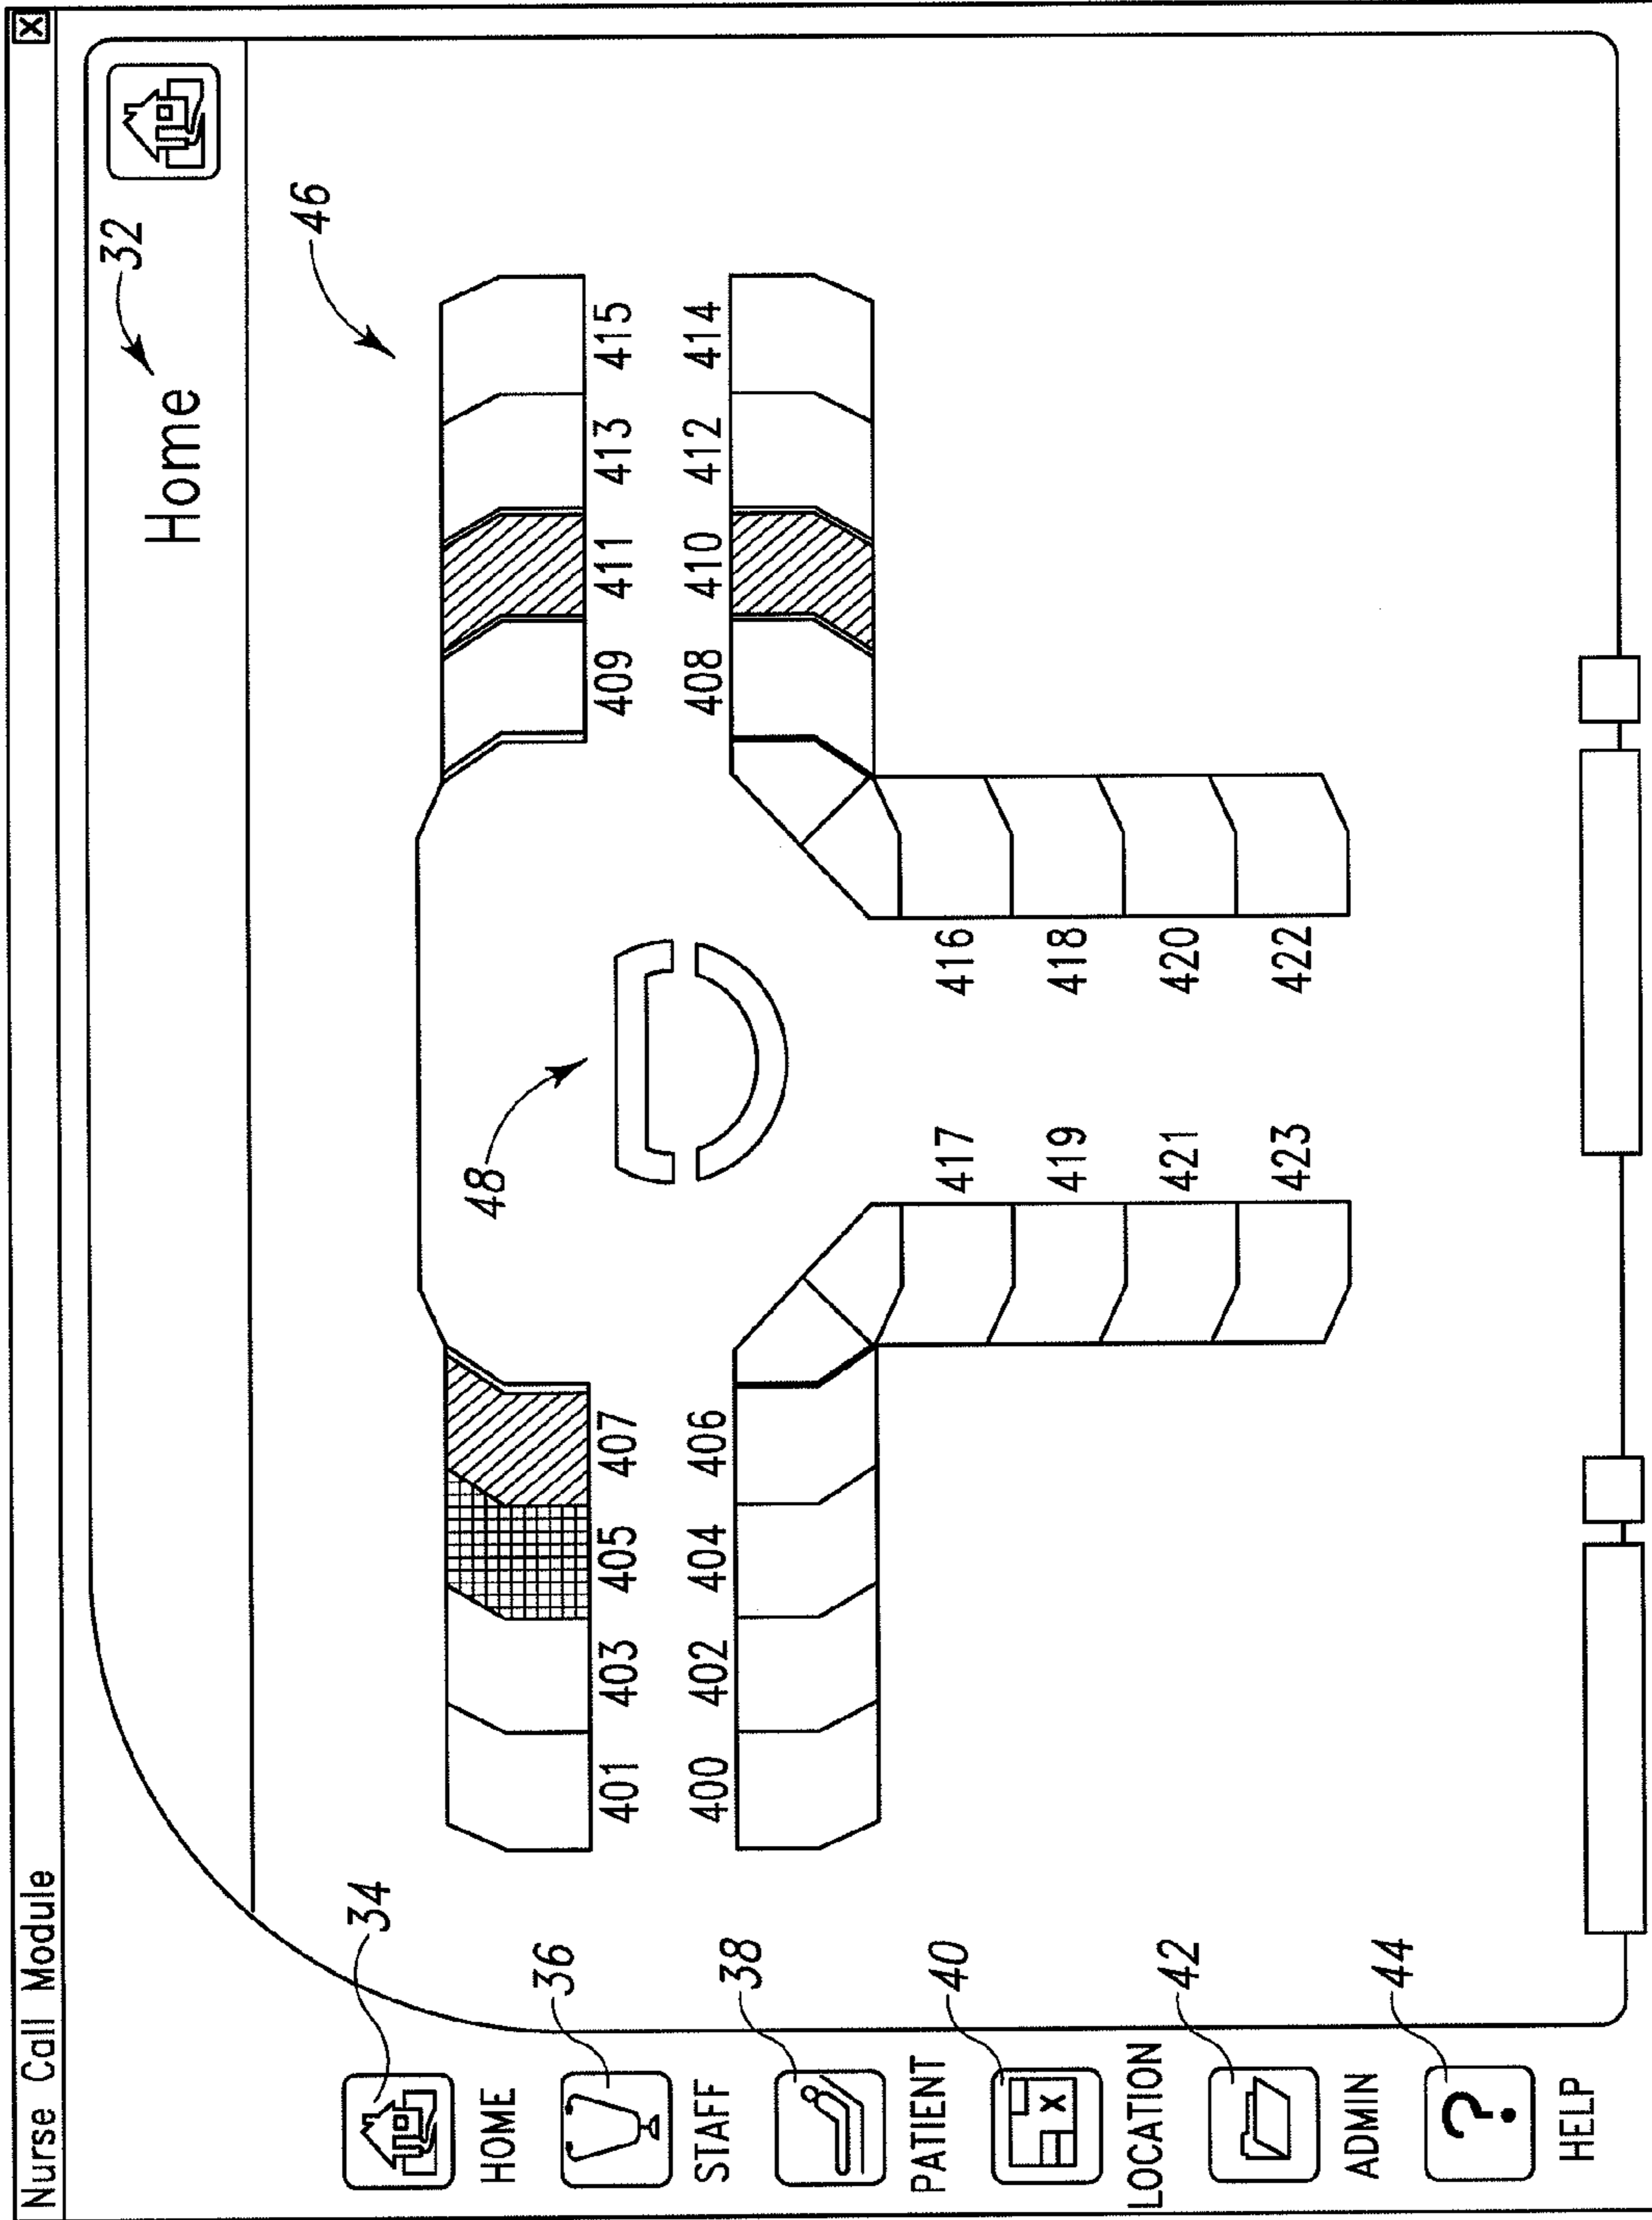 Nurse Call Module X
Home 32
34
HOME
36
STAFF
38
PATIENT
40
X
LOCATION
42
ADMIN
44
?
HELP
46
48
401 403 405 407 409 411 413 415
400 402 404 406 408 410 412 414
417 416
419 418
421 420
423 422